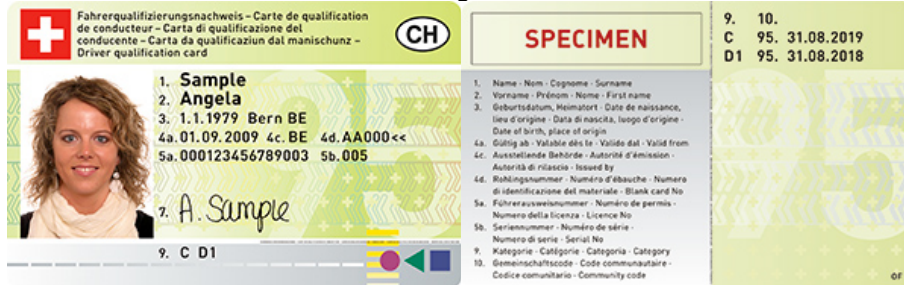 Fahrerqualifizierungsnachweis – Carte de qualification
de conducteur – Carta di qualificazione del
conducente – Carta da qualificaziun dal manischunz –
Driver qualification card
CH
1. Sample
2. Angela
3. 1.1.1979 Bern BE
4a. 01.09.2009 4c. BE 4d. AA000<<
5a. 000123456789003 5b. 005
7. A. Sample
9. C D1
SPECIMEN
1. Name · Nom · Cognome · Surname
2. Vorname · Prénom · Nome · First name
3. Geburtsdatum, Heimatort · Date de naissance,
lieu d'origine · Data di nascita, luogo d'origine ·
Date of birth, place of origin
4a. Gültig ab · Valable dès le · Valido dal · Valid from
4c. Ausstellende Behörde · Autorité d'émission ·
Autorità di rilascio · Issued by
4d. Rohlingsnummer · Numéro d'ébauche · Numero
di identificazione del materiale · Blank card No
5a. Führerausweisnummer · Numéro de permis ·
Numero della licenza · Licence No
5b. Seriennummer · Numéro de série ·
Numero di serie · Serial No
9. Kategorie · Catégorie · Categoria · Category
10. Gemeinschaftscode · Code communautaire ·
Codice comunitario · Community code
9. 10.
C 95. 31.08.2019
D1 95. 31.08.2018
OF